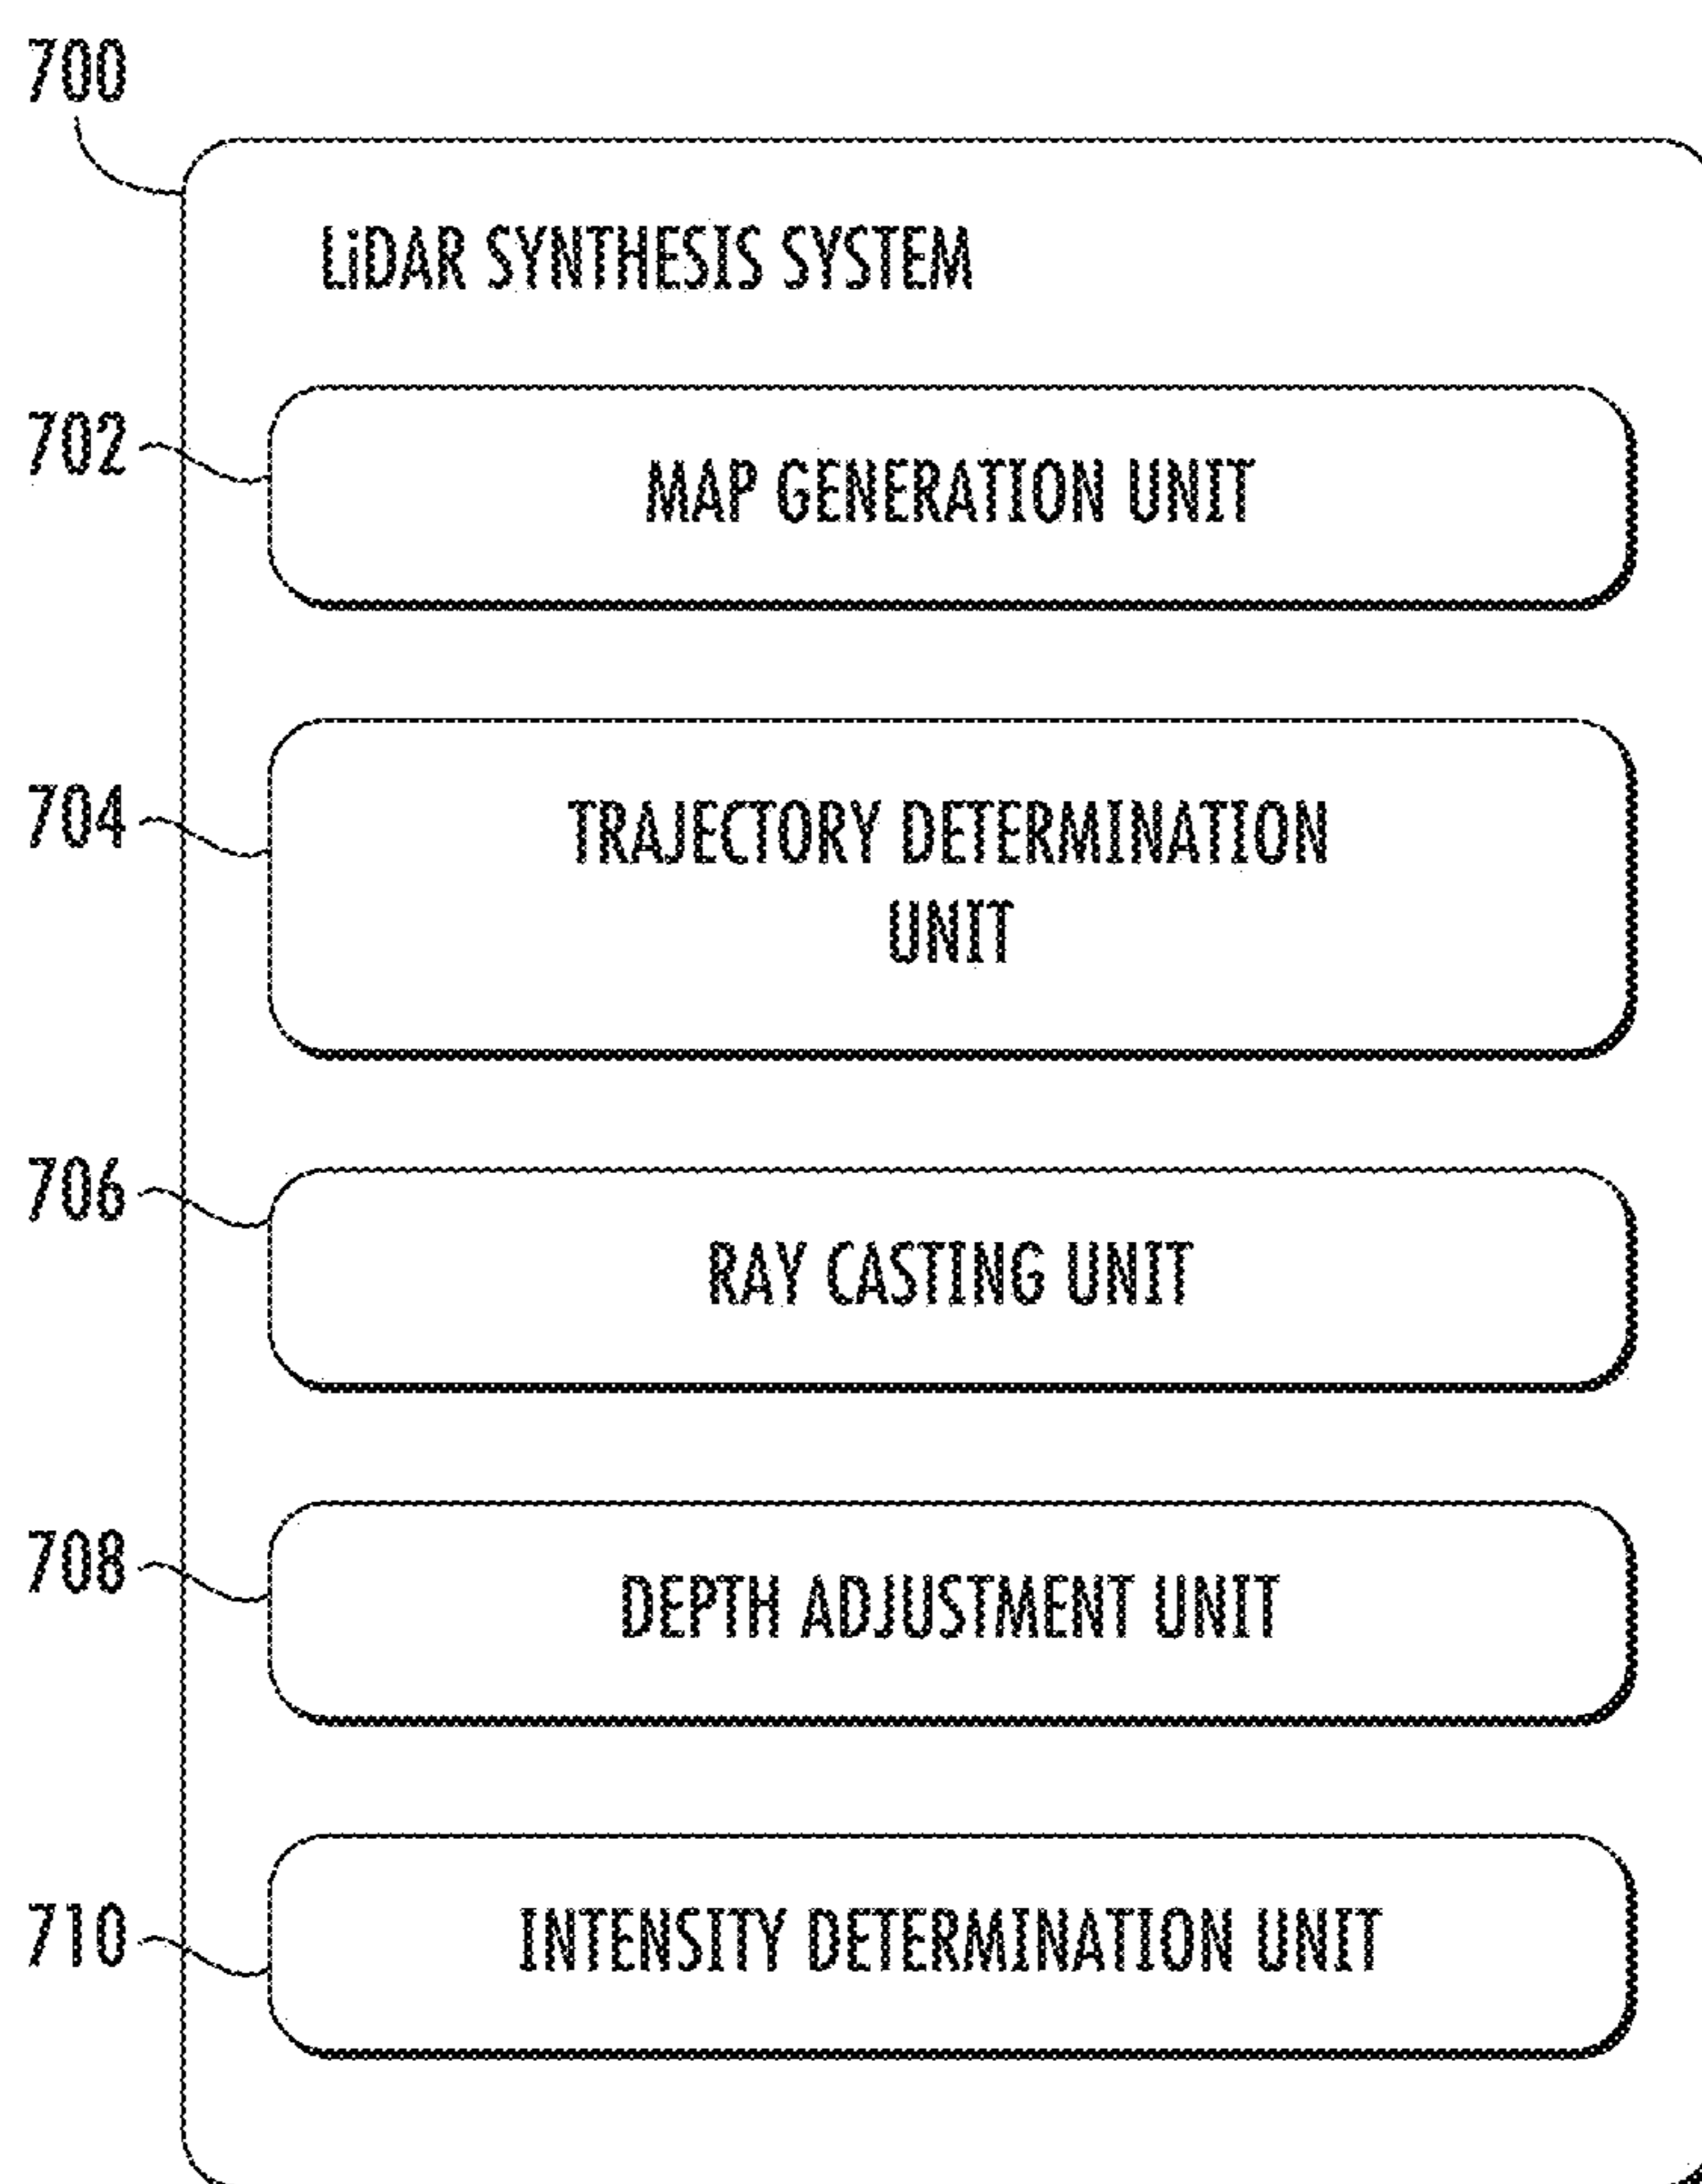 700
LiDAR SYNTHESIS SYSTEM
702
MAP GENERATION UNIT
704
TRAJECTORY DETERMINATION
UNIT
706
RAY CASTING UNIT
708
DEPTH ADJUSTMENT UNIT
710
INTENSITY DETERMINATION UNIT